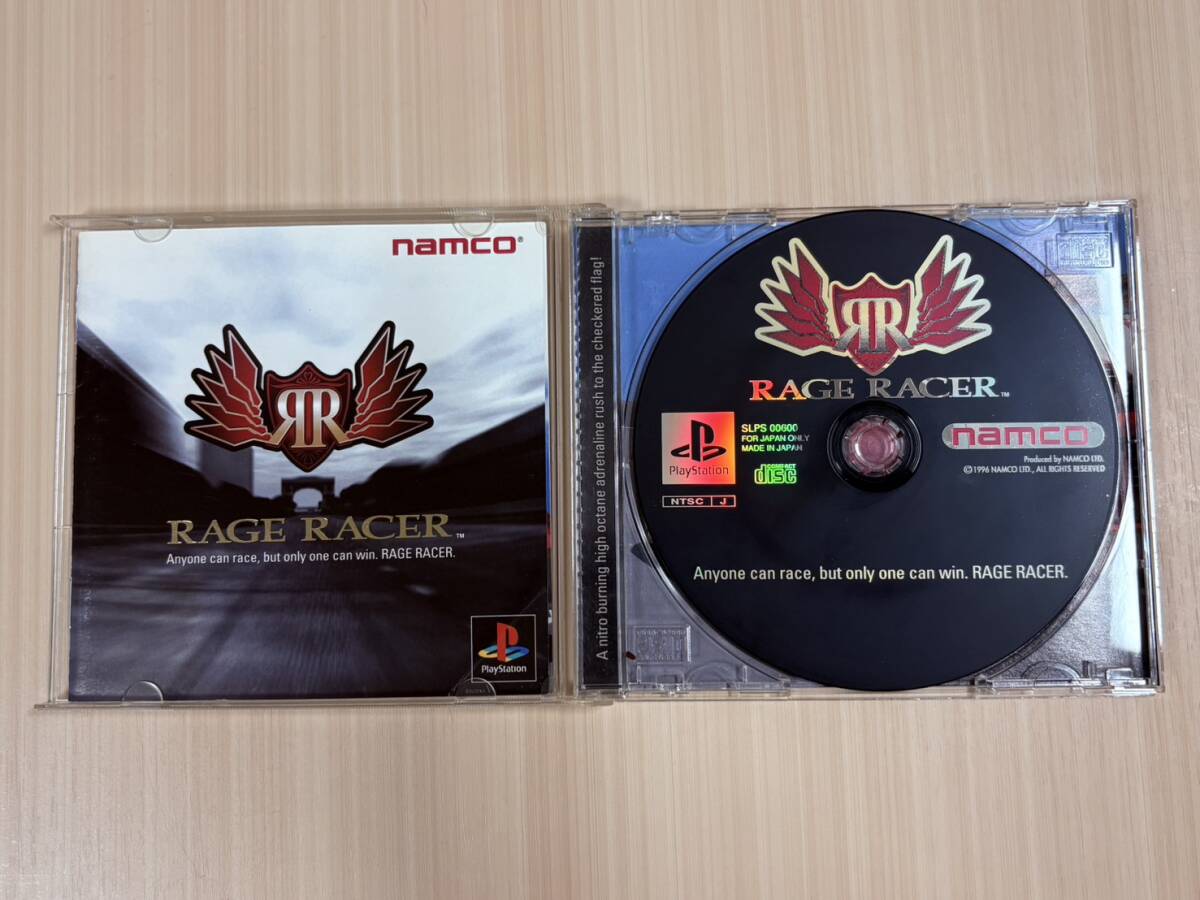 namco®
RR
RAGE RACER™
Anyone can race, but only one can win. RAGE RACER.
PlayStation
A nitro burning high octane adrenaline rush to the checkered flag!
RR
RAGE RACER™
PlayStation
SLPS 00600
FOR JAPAN ONLY
MADE IN JAPAN
COMPACT
disc
NTSC J
namco
Produced by NAMCO LTD.
©1996 NAMCO LTD., ALL RIGHTS RESERVED
Anyone can race, but only one can win. RAGE RACER.